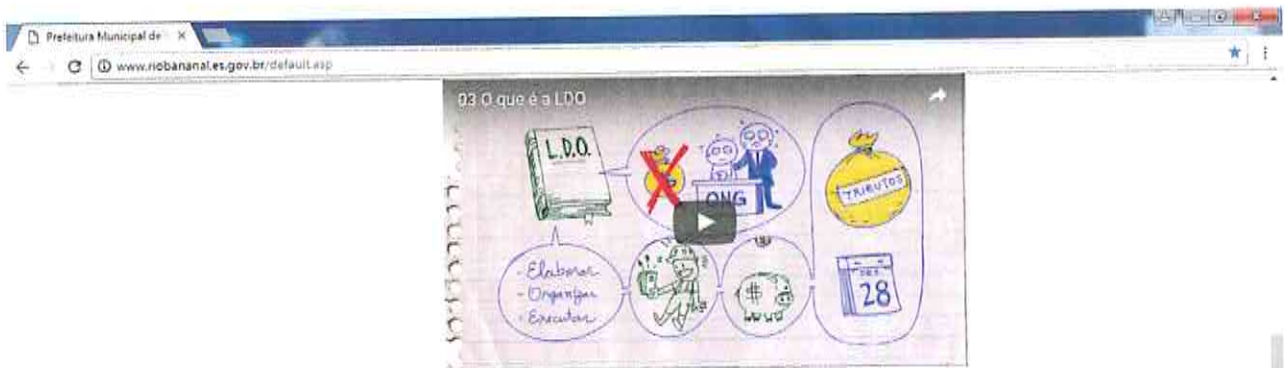 Prefeitura Municipal de
www.riobananal.es.gov.br/default.asp
03 O que é a LDO
L.D.O.
ONG
TRIBUTOS
- Elaborar
- Organizar
- Executar
$
28